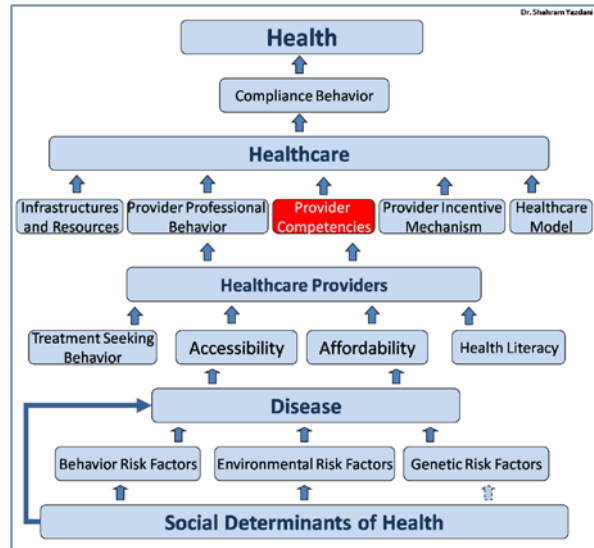 Dr. Shahram Yazdani
Health
Compliance Behavior
Healthcare
Infrastructures
and Resources
Provider Professional
Behavior
Provider
Competencies
Provider Incentive
Mechanism
Healthcare
Model
Healthcare Providers
Treatment Seeking
Behavior
Accessibility
Affordability
Health Literacy
Disease
Behavior Risk Factors
Environmental Risk Factors
Genetic Risk Factors
Social Determinants of Health